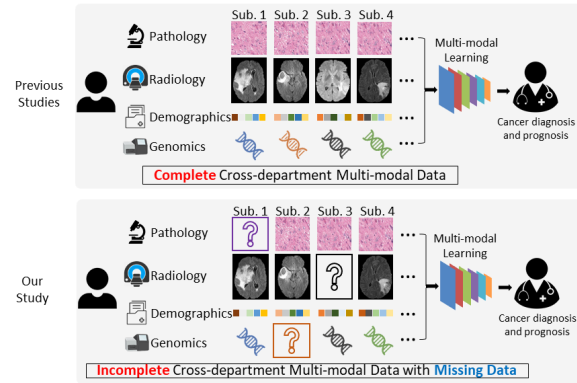 Sub. 1 Sub. 2 Sub. 3 Sub. 4
Pathology
Radiology
Demographics
Genomics
...
...
...
...
Previous
Studies
Multi-modal
Learning
Cancer diagnosis
and prognosis
Complete Cross-department Multi-modal Data
Sub. 1 Sub. 2 Sub. 3 Sub. 4
Pathology
?
...
Radiology
?
...
Demographics
...
Genomics
?
...
Our
Study
Multi-modal
Learning
Cancer diagnosis
and prognosis
Incomplete Cross-department Multi-modal Data with Missing Data